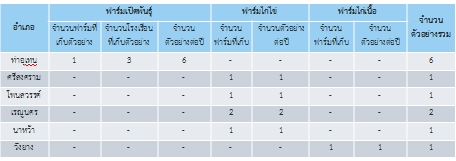 อำเภอ ฟาร์มเป็ดพันธุ์ ฟาร์มไก่ไข่ ฟาร์มไก่เนื้อ จำนวนตัวอย่างรวม
จำนวนฟาร์มที่เก็บตัวอย่าง จำนวนโรงเรือนที่เก็บตัวอย่าง จำนวนตัวอย่างต่อปี จำนวนฟาร์มที่เก็บ จำนวนตัวอย่างต่อปี จำนวนฟาร์มที่เก็บ จำนวนตัวอย่างต่อปี
ท่าอุเทน 1 3 6 - - - - 6
ศรีสงคราม - - - 1 1 - - 1
โพนสวรรค์ - - - 1 1 - - 1
เรณูนคร - - - 2 2 - - 2
นาหว้า - - - 1 1 - - 1
วังยาง - - - - - 1 1 1